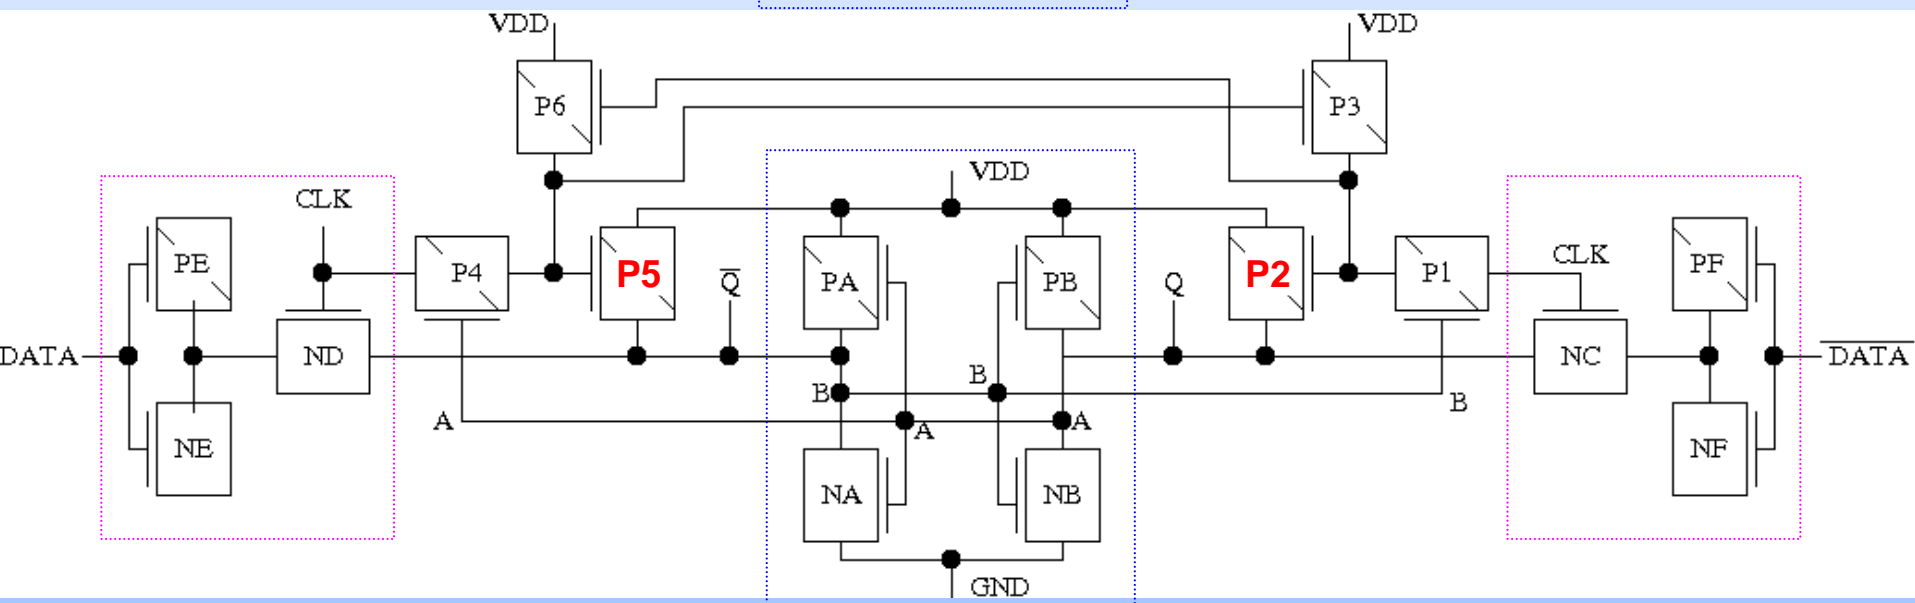 VDD
VDD
P6
P3
VDD
CLK
CLK
PE
P4
P5
Q̅
PA
PB
Q
P2
P1
PF
DATA
ND
NC
D̅A̅T̅A̅
B
B
B
A
A
A
NE
NA
NB
NF
GND